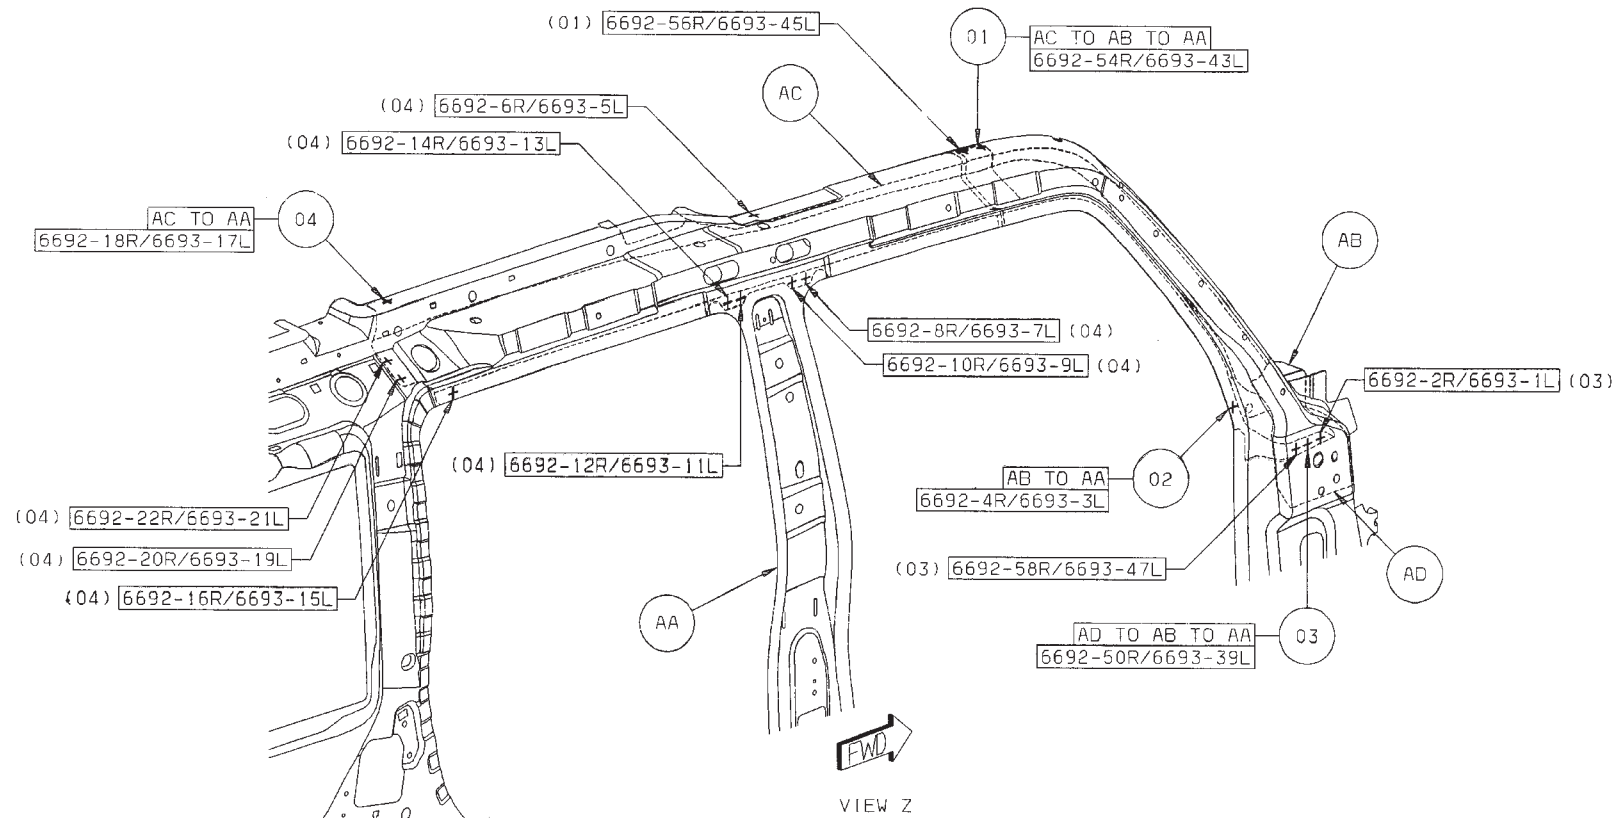 (01) 6692-56R/6693-45L
01
AC TO AB TO AA
6692-54R/6693-43L
AC
(04) 6692-6R/6693-5L
(04) 6692-14R/6693-13L
AC TO AA
04
6692-18R/6693-17L
AB
6692-8R/6693-7L (04)
6692-10R/6693-9L (04)
6692-2R/6693-1L (03)
(04) 6692-12R/6693-11L
AB TO AA
02
6692-4R/6693-3L
(04) 6692-22R/6693-21L
(04) 6692-20R/6693-19L
(03) 6692-58R/6693-47L
AD
(04) 6692-16R/6693-15L
AA
AD TO AB TO AA
03
6692-50R/6693-39L
FWD
VIEW Z